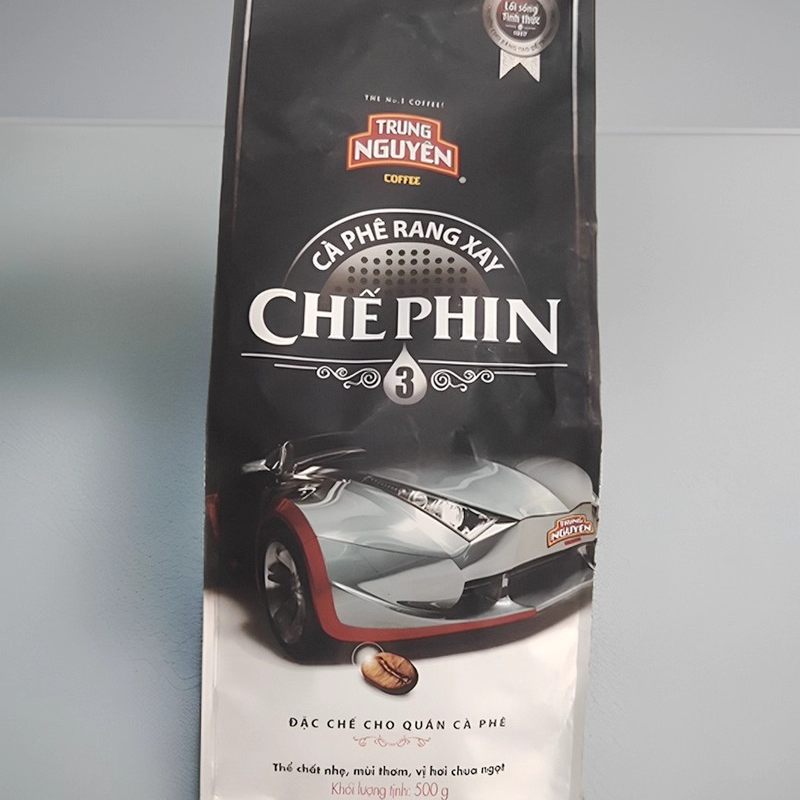 Lối sống
Tỉnh thức
THE No.1 COFFEE!
TRUNG
NGUYÊN
COFFEE
CÀ PHÊ RANG XAY
CHẾ PHIN
3
TRUNG
NGUYÊN
ĐẶC CHẾ CHO QUÁN CÀ PHÊ
Thể chất nhẹ, mùi thơm, vị hơi chua ngọt
Khối lượng tịnh: 500 g